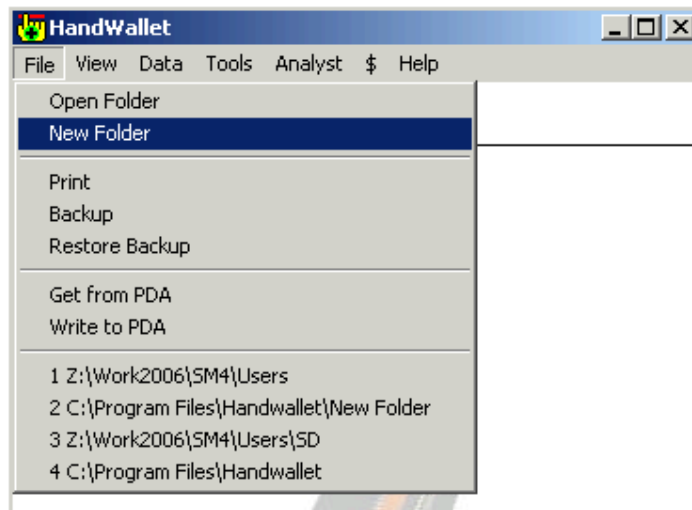 HandWallet
File View Data Tools Analyst $ Help
Open Folder
New Folder
Print
Backup
Restore Backup
Get from PDA
Write to PDA
1 Z:\Work2006\SM4\Users
2 C:\Program Files\Handwallet\New Folder
3 Z:\Work2006\SM4\Users\SD
4 C:\Program Files\Handwallet